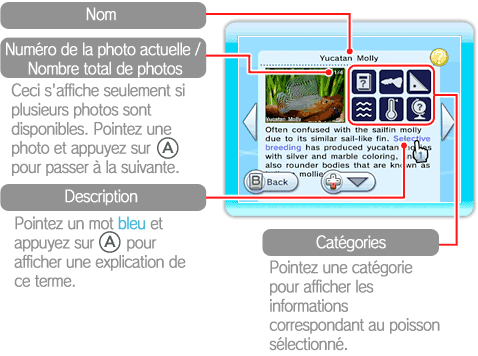 Nom
Numéro de la photo actuelle /
Nombre total de photos
Ceci s'affiche seulement si
plusieurs photos sont
disponibles. Pointez une
photo et appuyez sur A
pour passer à la suivante.
Description
Pointez un mot bleu et
appuyez sur A pour
afficher une explication de
ce terme.
Yucatan Molly
1/4
Yucatan Molly
Often confused with the sailfin molly
due to its similar sail-like fin. Selective
breeding has produced yucatan
with silver and marble coloring,
also rounder bodies that are known as
mollie
B Back
Catégories
Pointez une catégorie
pour afficher les
informations
correspondant au poisson
sélectionné.